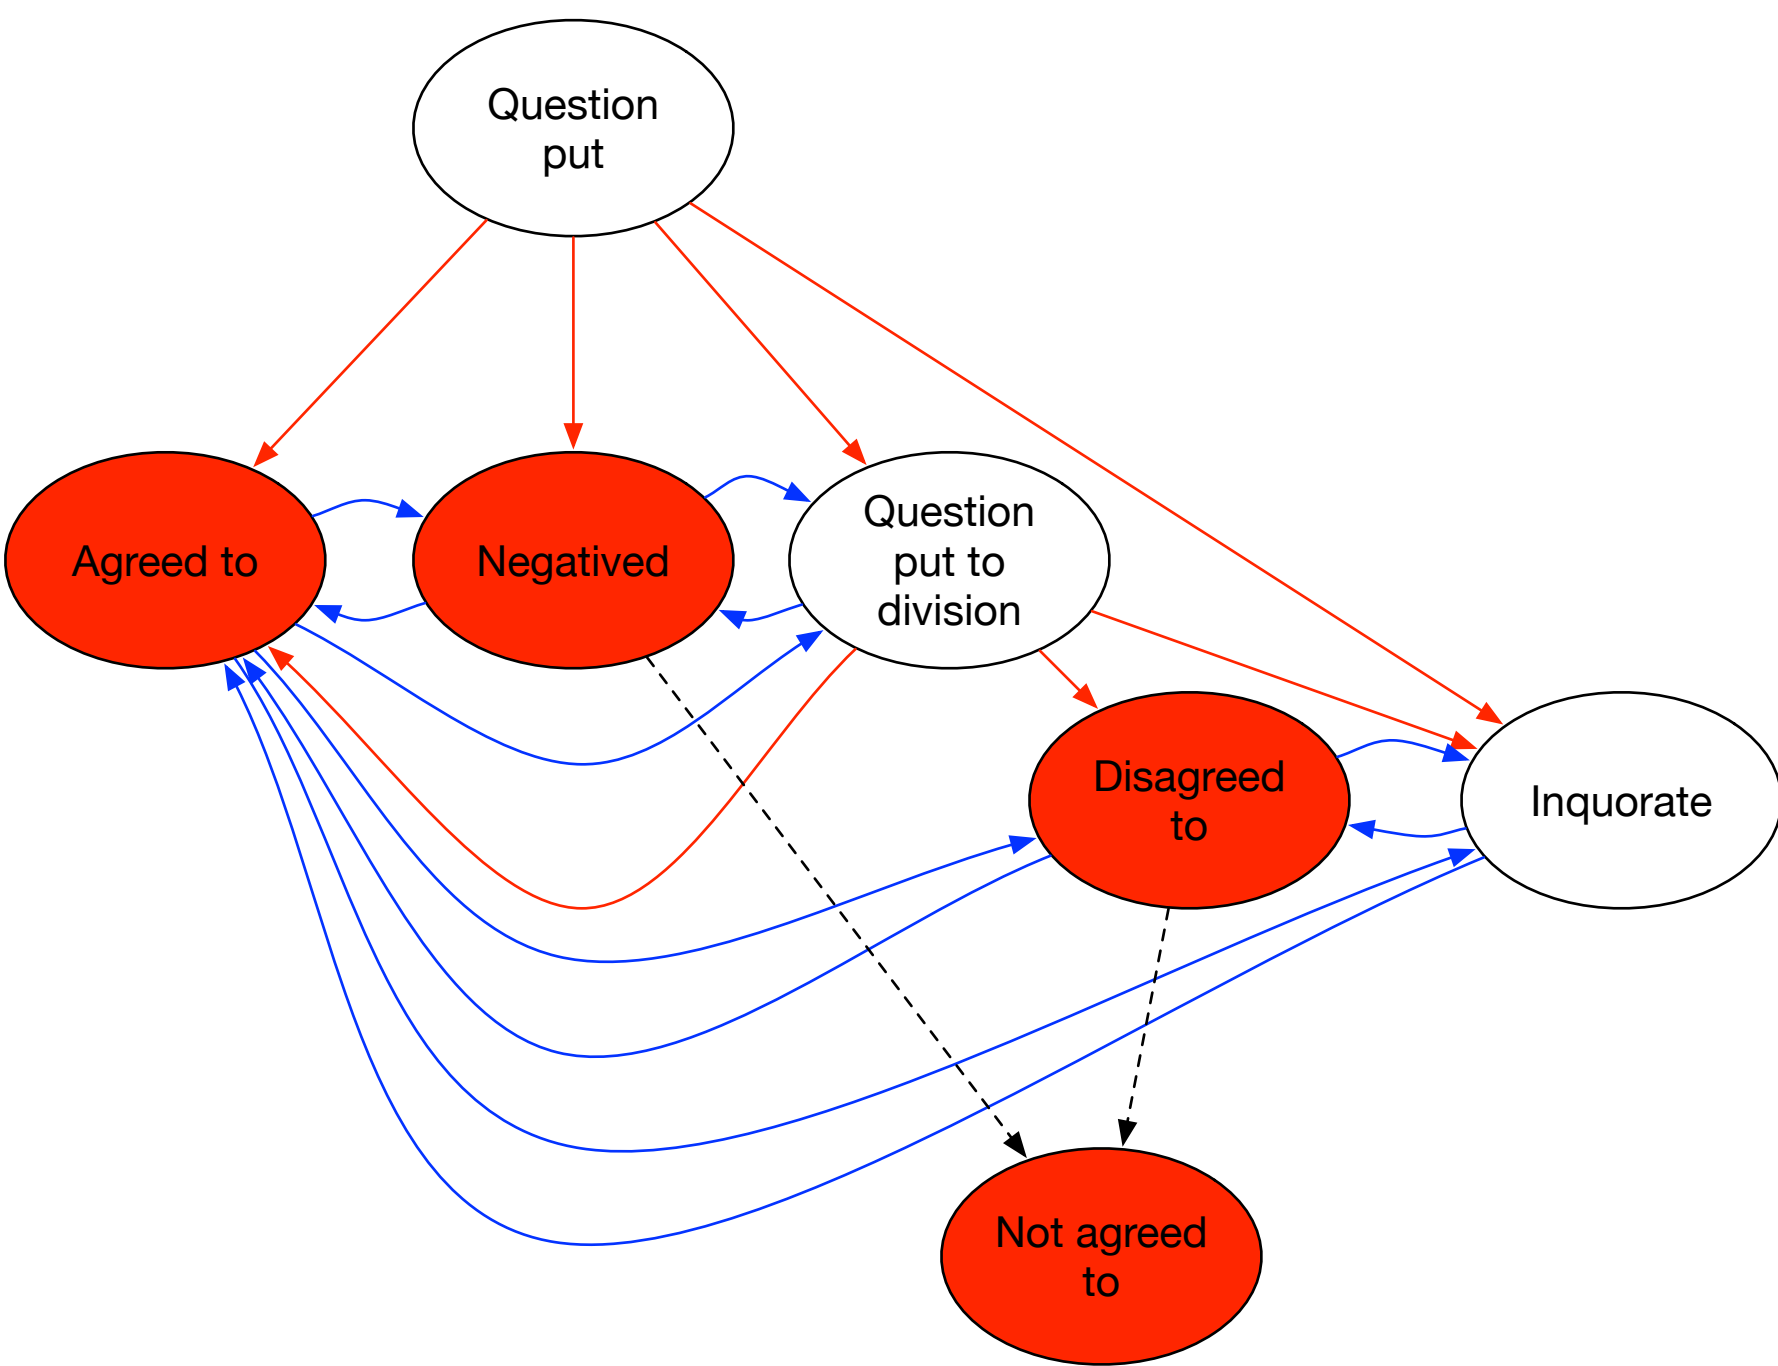 Question
put
Agreed to
Negatived
Question
put to
division
Disagreed
to
Inquorate
Not agreed
to